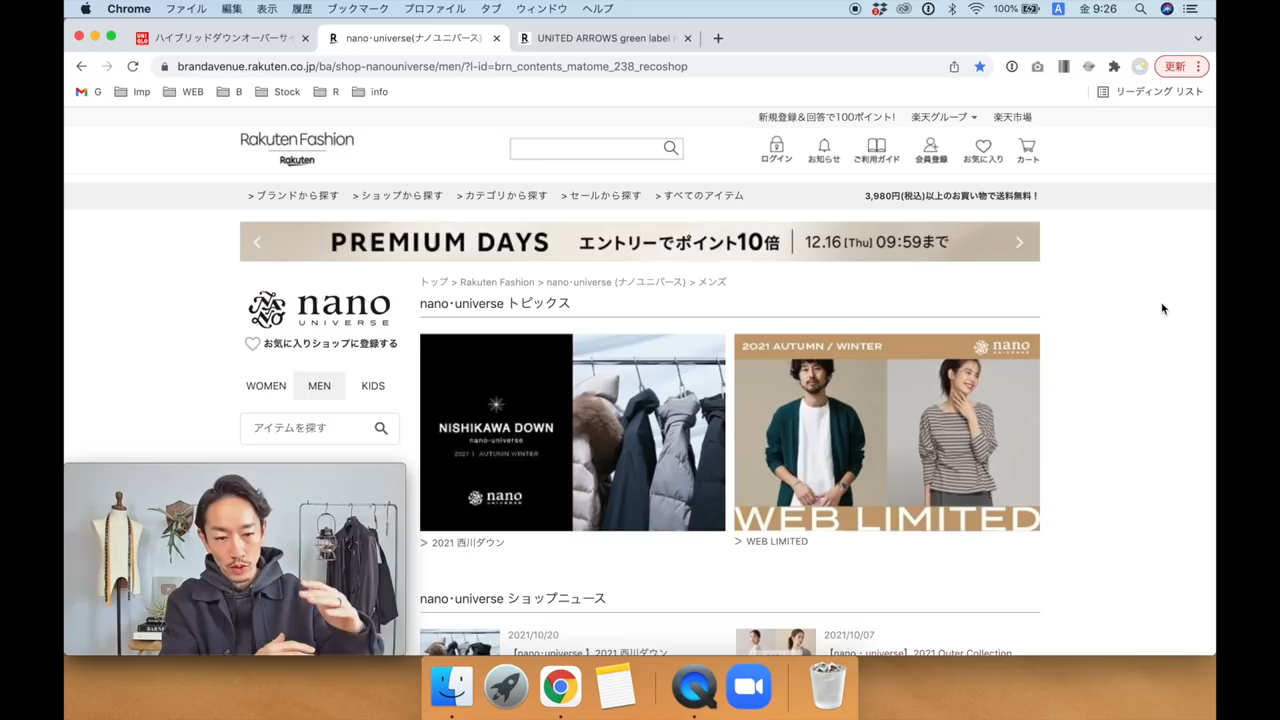 Chrome ファイル 編集 表示 履歴 ブックマーク プロファイル タブ ウィンドウ ヘルプ 100% A 金 9:26
ハイブリッドダウンオーバーサイ nano･universe(ナノユニバース) UNITED ARROWS green label
brandavenue.rakuten.co.jp/ba/shop-nanouniverse/men/?l-id=brn_contents_matome_238_recoshop 更新
G Imp WEB B Stock R info リーディング リスト
新規登録＆回答で100ポイント! 楽天グループ 楽天市場
Rakuten Fashion
Rakuten
ログイン お知らせ ご利用ガイド 会員登録 お気に入り カート
> ブランドから探す > ショップから探す > カテゴリから探す > セールから探す > すべてのアイテム 3,980円(税込)以上のお買い物で送料無料！
PREMIUM DAYS エントリーでポイント10倍 12.16 [Thu] 09:59まで
トップ > Rakuten Fashion > nano･universe (ナノユニバース) > メンズ
nano･universe トピックス
nano
UNIVERSE
お気に入りショップに登録する
WOMEN MEN KIDS
アイテムを探す
NISHIKAWA DOWN
nano･universe
2021 | AUTUMN WINTER
nano
2021 AUTUMN / WINTER
nano
UNIVERSE
WEB LIMITED
> 2021 西川ダウン
> WEB LIMITED
nano･universe ショップニュース
2021/10/20
【nano･universe 】2021 西川ダウン
2021/10/07
【nano・universe】2021 Outer Collection